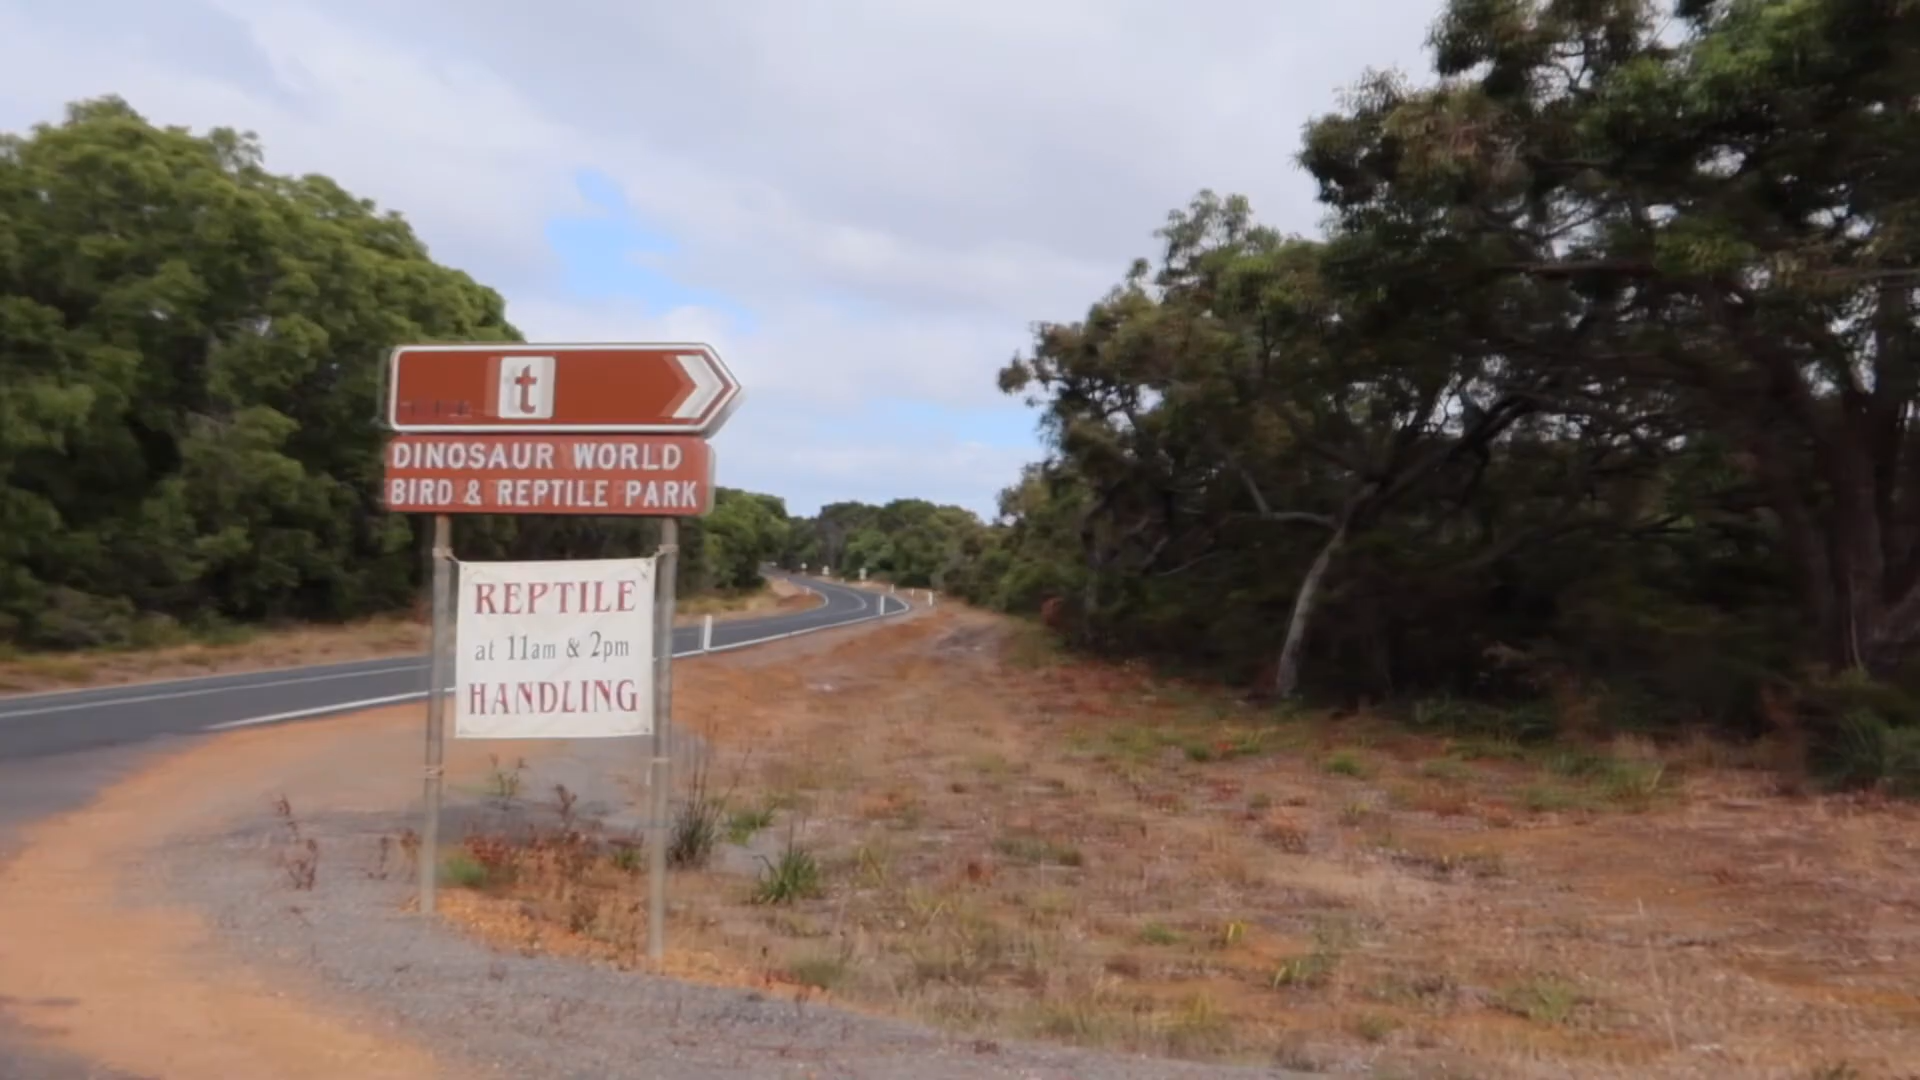 t
DINOSAUR WORLD
BIRD & REPTILE PARK
REPTILE
at 11am & 2pm
HANDLING